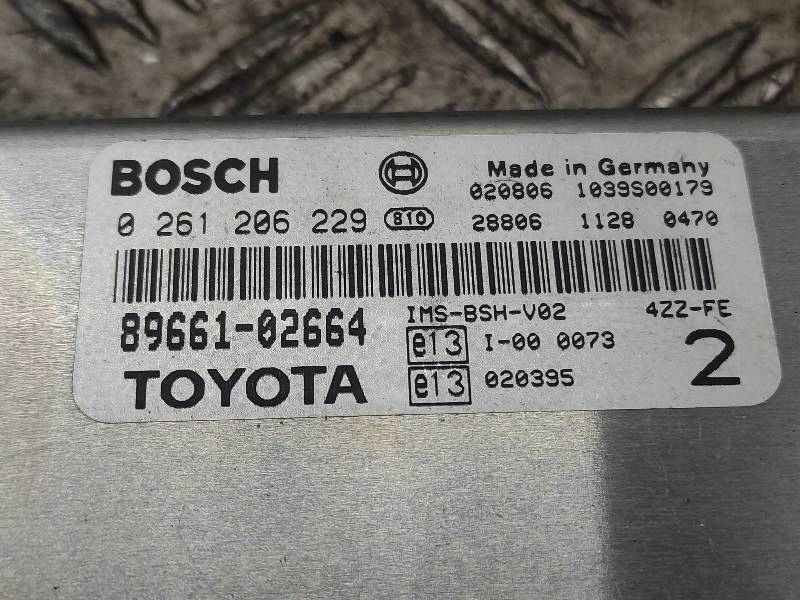 BOSCH Made in Germany
020806 1039S00179
0 261 206 229 810 28806 1128 0470
IMS-BSH-V02 4ZZ-FE
89661-02664 e13 I-00 0073 2
TOYOTA e13 020395